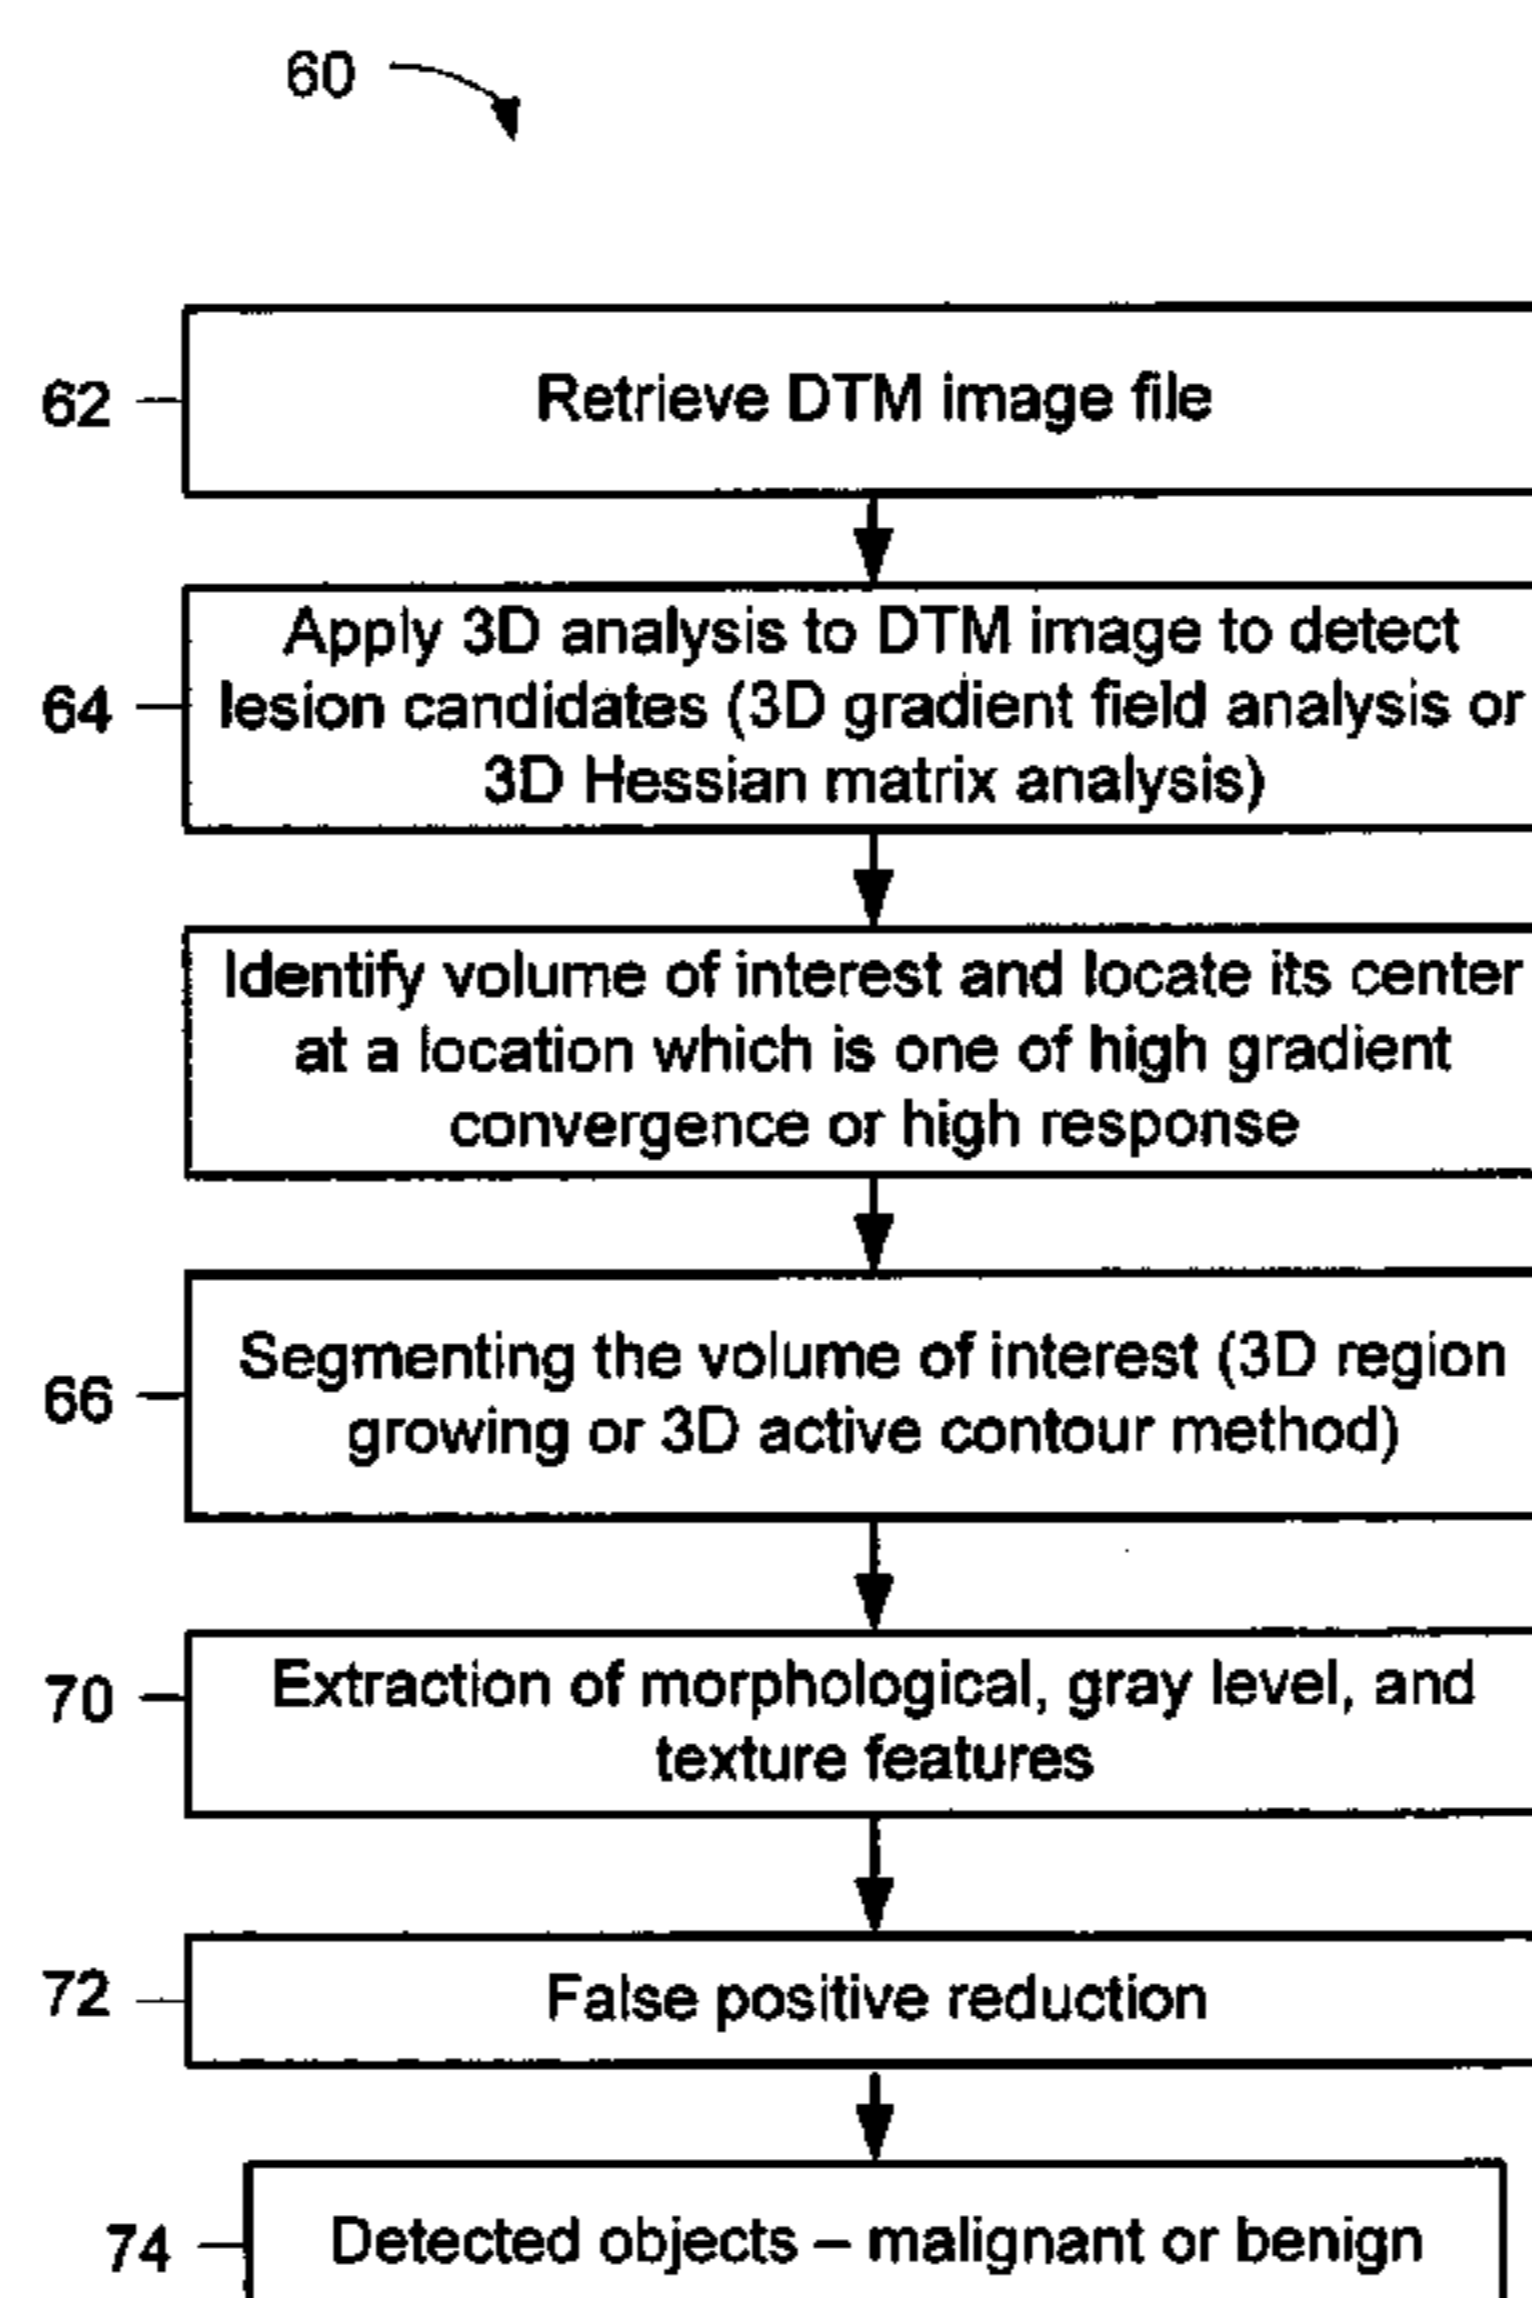 60
62
Retrieve DTM image file
64
Apply 3D analysis to DTM image to detect
lesion candidates (3D gradient field analysis or
3D Hessian matrix analysis)
Identify volume of interest and locate its center
at a location which is one of high gradient
convergence or high response
66
Segmenting the volume of interest (3D region
growing or 3D active contour method)
70
Extraction of morphological, gray level, and
texture features
72
False positive reduction
74
Detected objects – malignant or benign